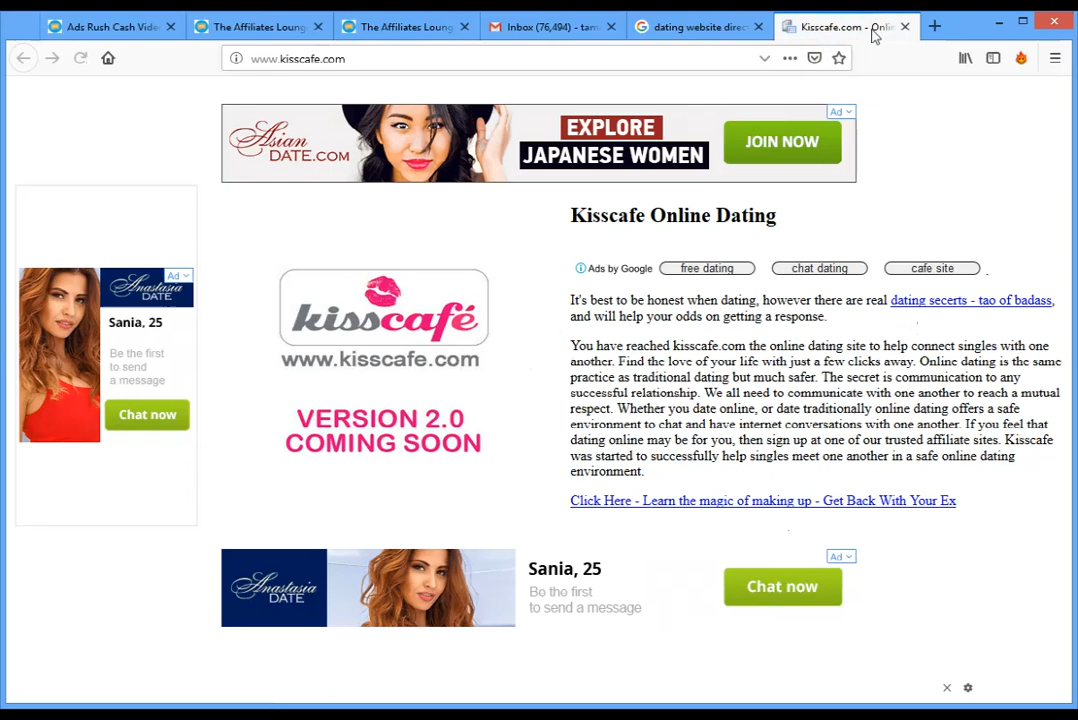 Ads Rush Cash Vide
The Affiliates Loung
The Affiliates Loung
Inbox (76,494) - tam
dating website direc
Kisscafe.com - Onlin
www.kisscafe.com
Asian
DATE.COM
EXPLORE
JAPANESE WOMEN
JOIN NOW
Ad
Kisscafe Online Dating
Ads by Google
free dating
chat dating
cafe site
It's best to be honest when dating, however there are real dating secerts - tao of badass,
and will help your odds on getting a response.
You have reached kisscafe.com the online dating site to help connect singles with one
another. Find the love of your life with just a few clicks away. Online dating is the same
practice as traditional dating but much safer. The secret is communication to any
successful relationship. We all need to communicate with one another to reach a mutual
respect. Whether you date online, or date traditionally online dating offers a safe
environment to chat and have internet conversations with one another. If you feel that
dating online may be for you, then sign up at one of our trusted affiliate sites. Kisscafe
was started to successfully help singles meet one another in a safe online dating
environment.
Click Here - Learn the magic of making up - Get Back With Your Ex
Ad
Anastasia
DATE
Sania, 25
Be the first
to send
a message
Chat now
kisscafé
www.kisscafe.com
VERSION 2.0
COMING SOON
Anastasia
DATE
Sania, 25
Be the first
to send a message
Ad
Chat now